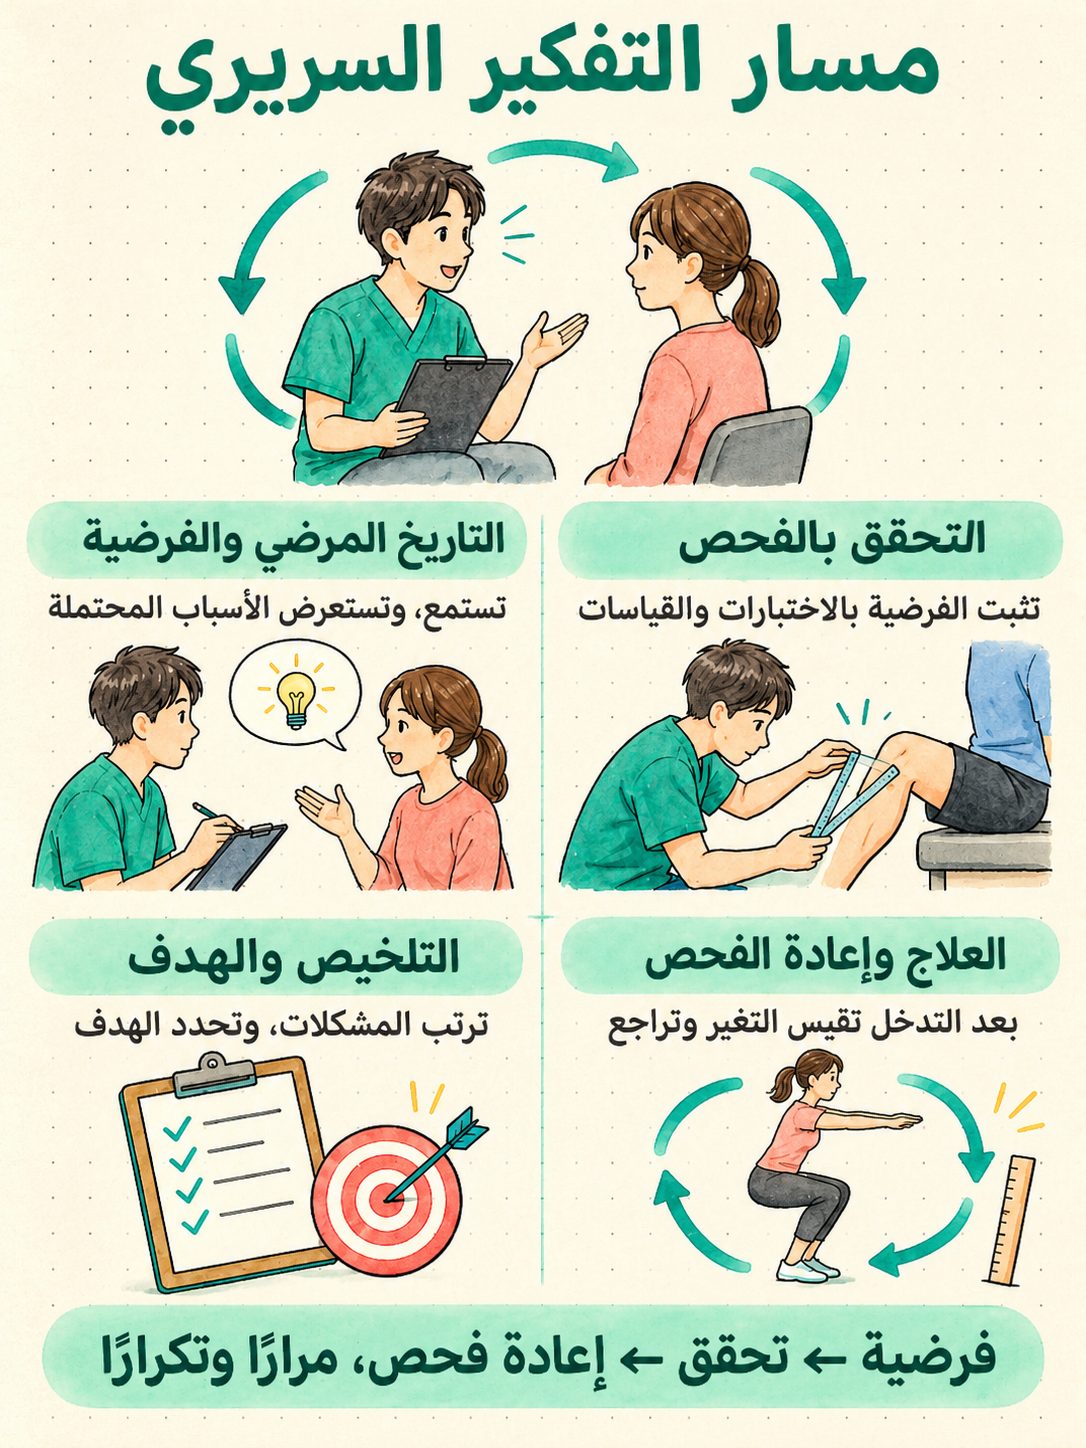 مسار التفكير السريري
التحقق بالفحص
تثبت الفرضية بالاختبارات والقياسات
التاريخ المرضي والفرضية
تستمع، وتستعرض الأسباب المحتملة
العلاج وإعادة الفحص
بعد التدخل تقيس التغير وتراجع
التلخيص والهدف
ترتب المشكلات، وتحدد الهدف
فرضية ← تحقق ← إعادة فحص، مرارًا وتكرارًا